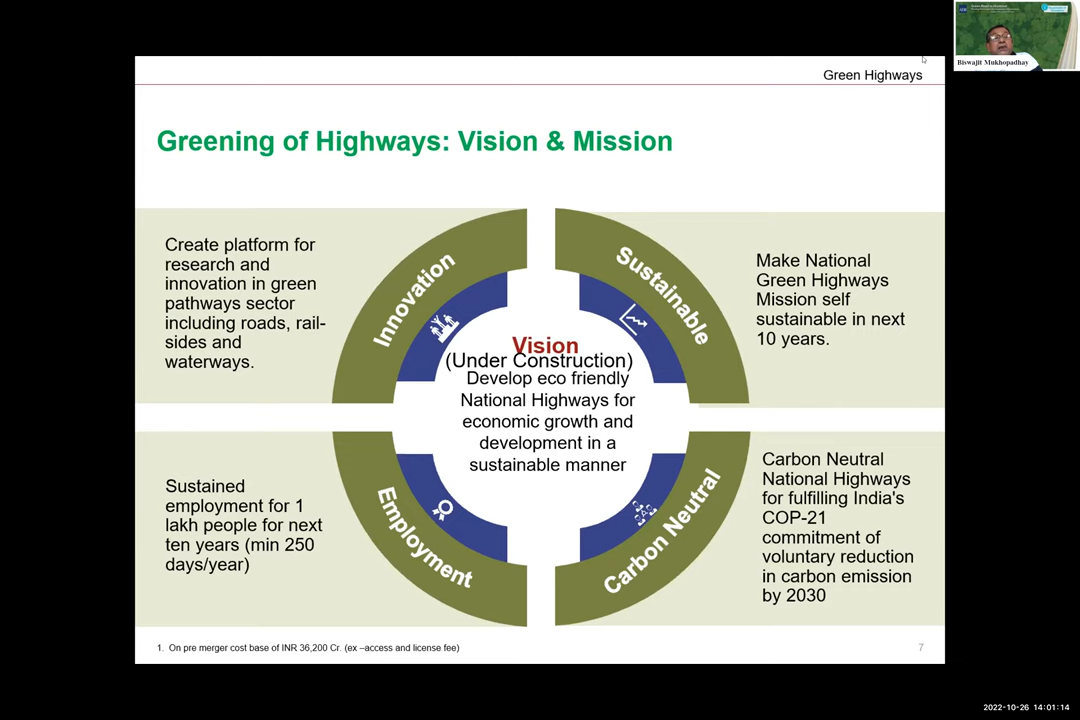 Green Highways
Biswajit Mukhopadhay
Greening of Highways: Vision & Mission
Create platform for
research and
innovation in green
pathways sector
including roads, rail-
sides and
waterways.
Innovation
Sustainable
Make National
Green Highways
Mission self
sustainable in next
10 years.
Vision
(Under Construction)
Develop eco friendly
National Highways for
economic growth and
development in a
sustainable manner
Sustained
employment for 1
lakh people for next
ten years (min 250
days/year)
Employment
Carbon Neutral
Carbon Neutral
National Highways
for fulfilling India's
COP-21
commitment of
voluntary reduction
in carbon emission
by 2030
1. On pre merger cost base of INR 36,200 Cr. (ex –access and license fee)
7
2022-10-26 14:01:14